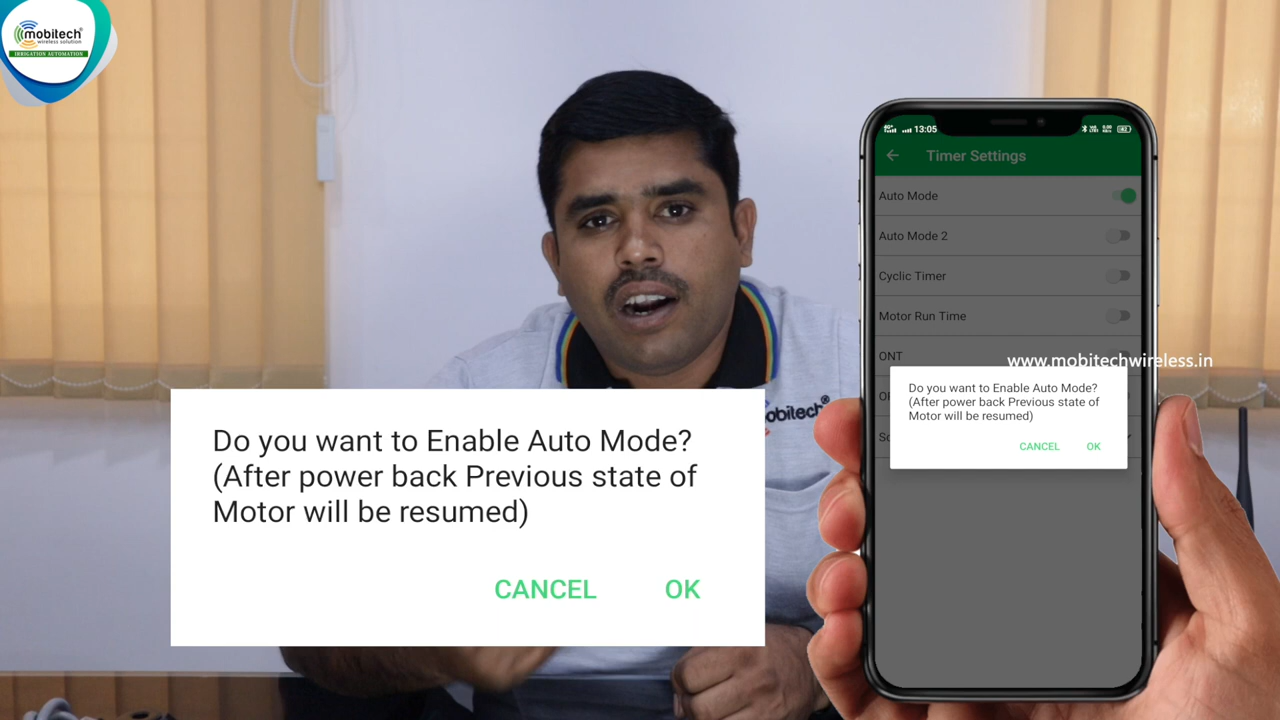 mobitech®
wireless solution
IRRIGATION AUTOMATION
13:05
Timer Settings
Auto Mode
Auto Mode 2
Cyclic Timer
Motor Run Time
ONT
www.mobitechwireless.in
Do you want to Enable Auto Mode?
(After power back Previous state of
Motor will be resumed)
CANCEL OK
obitech®
Do you want to Enable Auto Mode?
(After power back Previous state of
Motor will be resumed)
CANCEL OK